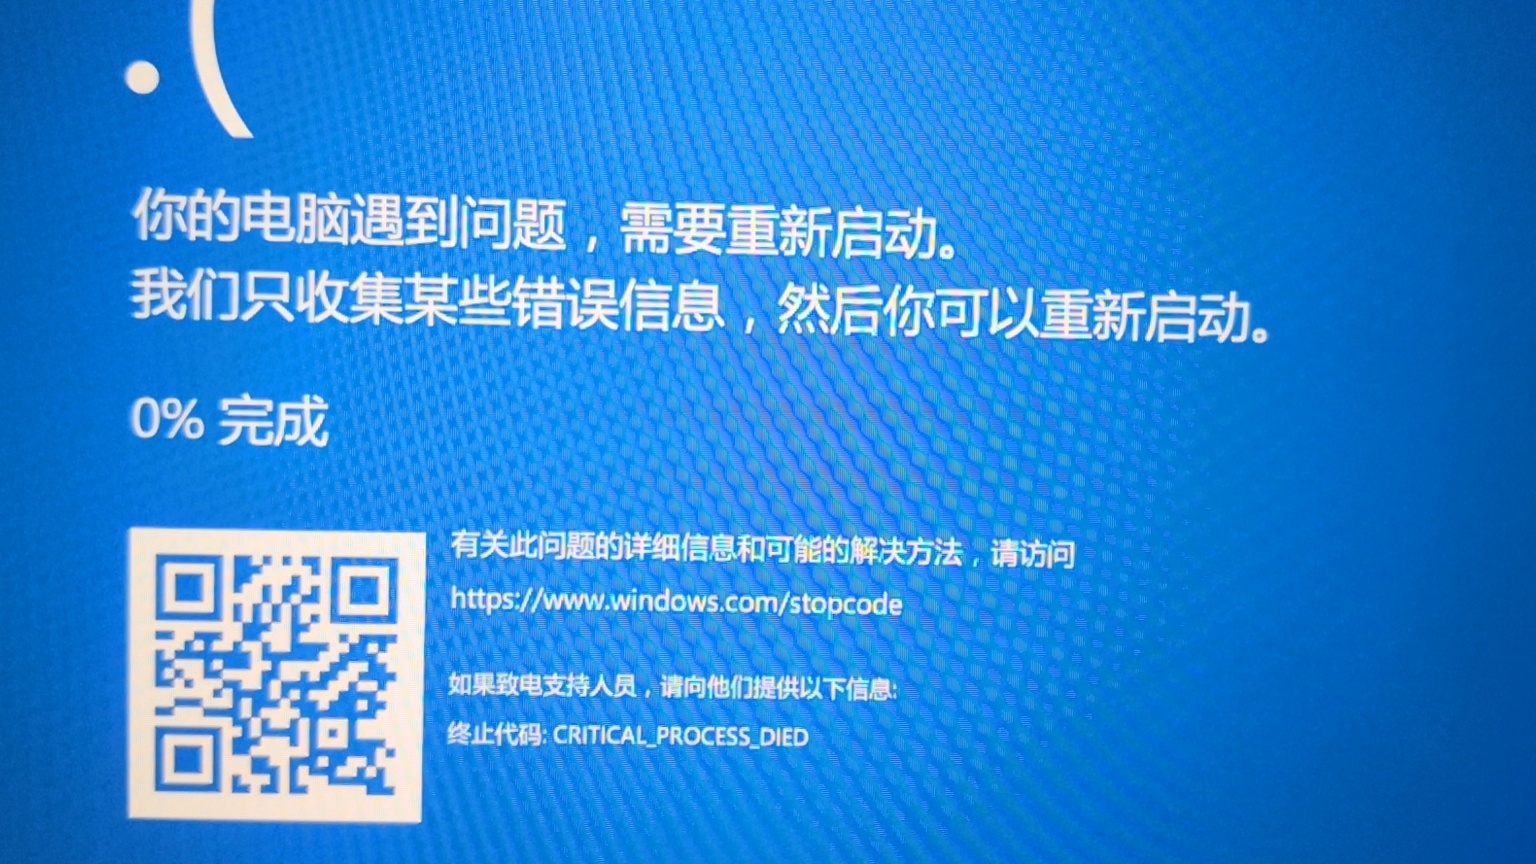 :(
你的电脑遇到问题，需要重新启动。
我们只收集某些错误信息，然后你可以重新启动。
0% 完成
有关此问题的详细信息和可能的解决方法，请访问
https://www.windows.com/stopcode
如果致电支持人员，请向他们提供以下信息:
终止代码: CRITICAL_PROCESS_DIED